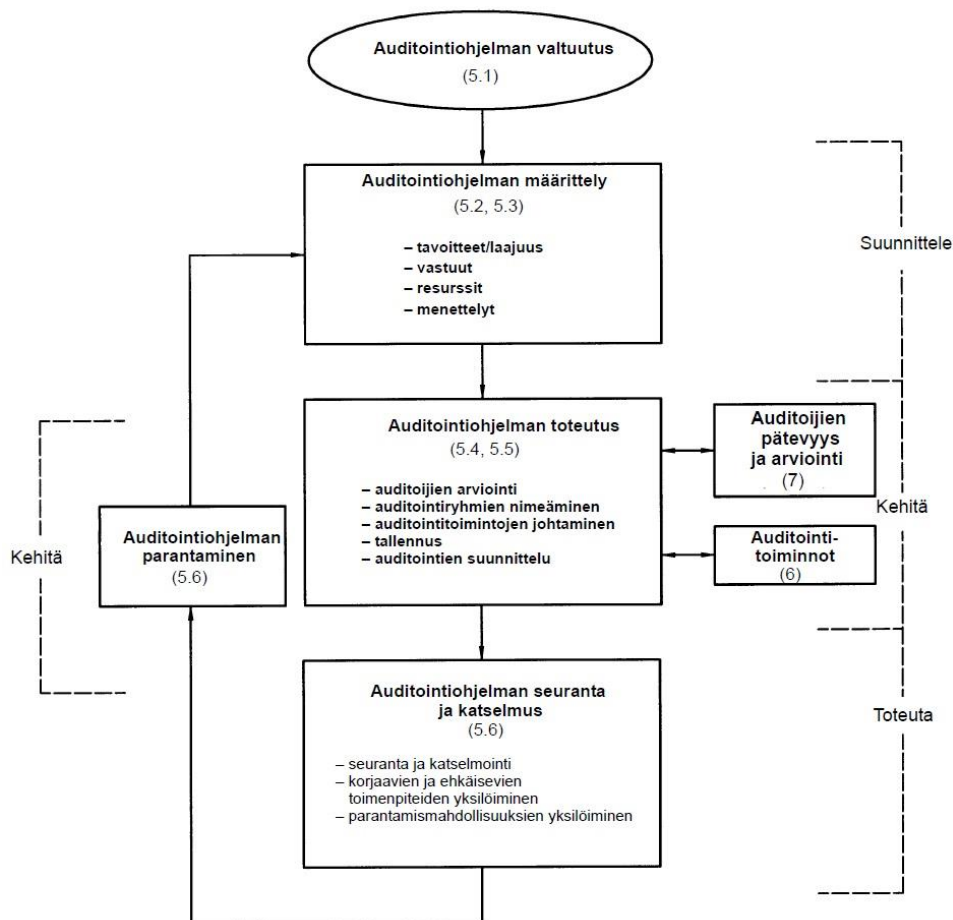 Auditointiohjelman valtuutus
(5.1)
Auditointiohjelman määrittely
(5.2, 5.3)
– tavoitteet/laajuus
– vastuut
– resurssit
– menettelyt
Suunnittele
Auditointiohjelman toteutus
(5.4, 5.5)
– auditoijien arviointi
– auditointiryhmien nimeäminen
– auditointitoimintojen johtaminen
– tallennus
– auditointien suunnittelu
Auditoijien
pätevyys
ja arviointi
(7)
Kehitä
Auditointi-
toiminnot
(6)
Kehitä
Auditointiohjelman
parantaminen
(5.6)
Auditointiohjelman seuranta
ja katselmus
(5.6)
– seuranta ja katselmointi
– korjaavien ja ehkäisevien
toimenpiteiden yksilöiminen
– parantamismahdollisuuksien yksilöiminen
Toteuta